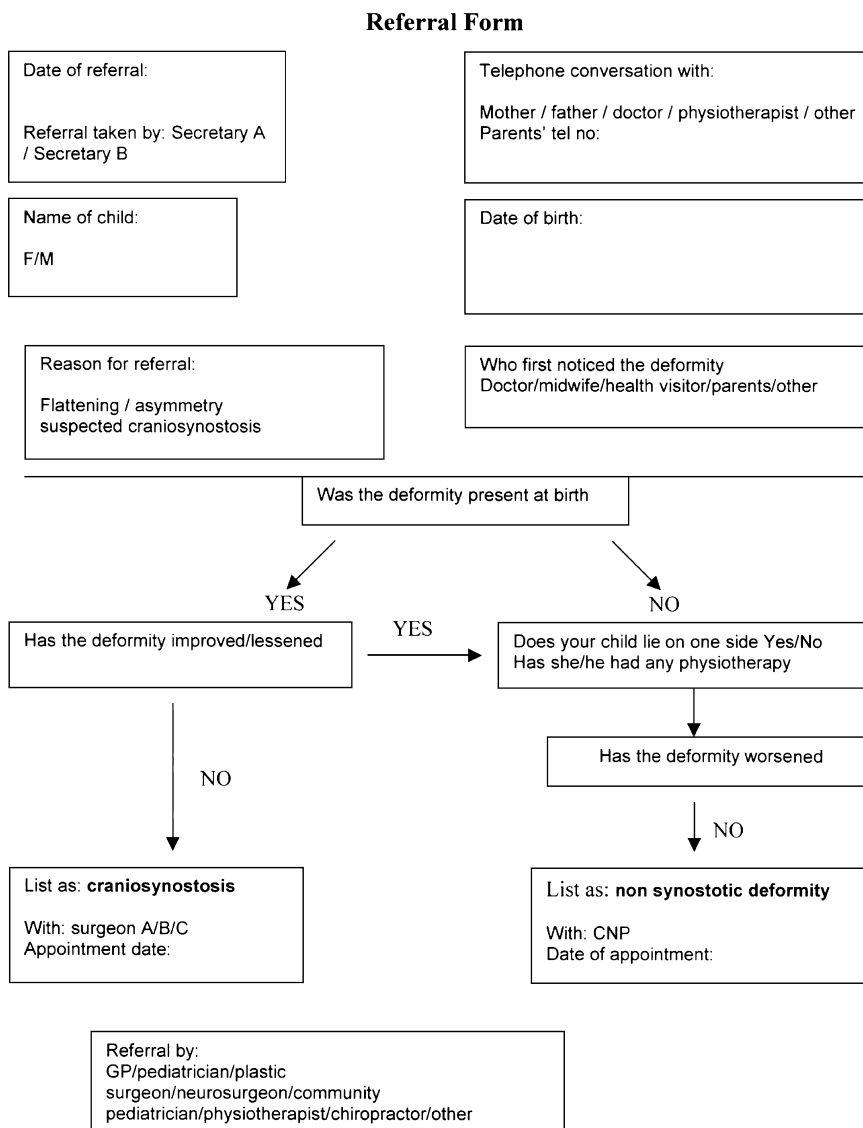 Referral Form
Date of referral:
Referral taken by: Secretary A
/ Secretary B
Telephone conversation with:
Mother / father / doctor / physiotherapist / other
Parents' tel no:
Name of child:
F/M
Date of birth:
Reason for referral:
Flattening / asymmetry
suspected craniosynostosis
Who first noticed the deformity
Doctor/midwife/health visitor/parents/other
Was the deformity present at birth
YES
NO
Has the deformity improved/lessened
YES
Does your child lie on one side Yes/No
Has she/he had any physiotherapy
Has the deformity worsened
NO
NO
List as: craniosynostosis
With: surgeon A/B/C
Appointment date:
List as: non synostotic deformity
With: CNP
Date of appointment:
Referral by:
GP/pediatrician/plastic
surgeon/neurosurgeon/community
pediatrician/physiotherapist/chiropractor/other